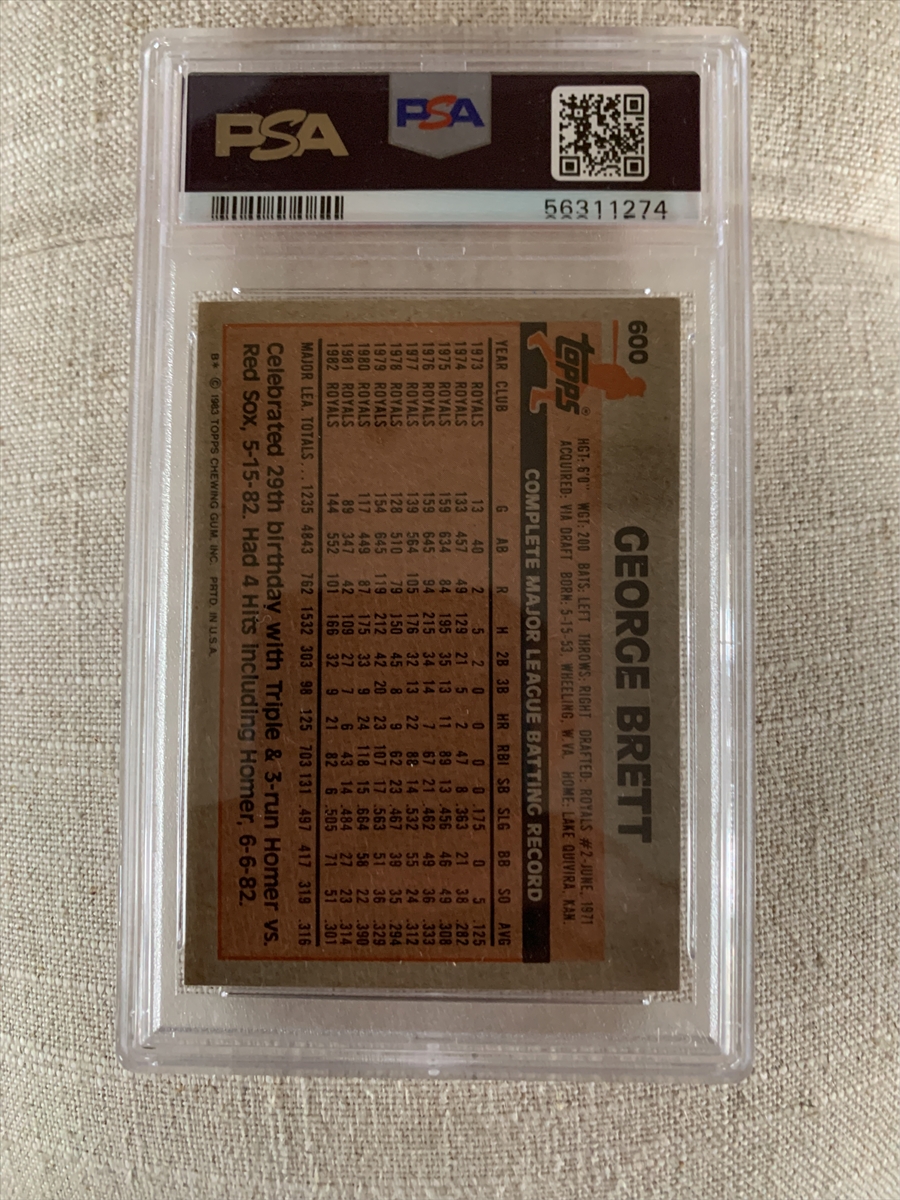 PSA
PSA
56311274
600
topps®
GEORGE BRETT
HGT: 6'0" WGT: 200 BATS: LEFT THROWS: RIGHT DRAFTED: ROYALS #2-JUNE, 1971
ACQUIRED: VIA DRAFT BORN: 5-15-53, WHEELING, W.VA. HOME: LAKE QUIVIRA, KAN.
COMPLETE MAJOR LEAGUE BATTING RECORD
YEAR CLUB G AB R H 2B 3B HR RBI SB SLG BB SO AVG
1973 ROYALS 13 40 2 5 2 0 0 0 0 .175 0 5 .125
1974 ROYALS 133 457 49 129 21 5 2 47 8 .363 21 38 .282
1975 ROYALS 159 634 84 195 35 13 11 89 13 .456 46 49 .308
1976 ROYALS 159 645 94 215 34 14 7 67 21 .462 49 36 .333
1977 ROYALS 139 564 105 176 32 13 22 88 14 .532 55 24 .312
1978 ROYALS 128 510 79 150 45 8 9 62 23 .467 39 35 .294
1979 ROYALS 154 645 119 212 42 20 23 107 17 .563 51 36 .329
1980 ROYALS 117 449 87 175 33 9 24 118 15 .664 58 22 .390
1981 ROYALS 89 347 42 109 27 7 6 43 14 .484 27 23 .314
1982 ROYALS 144 552 101 166 32 9 21 82 6 .505 71 51 .301
MAJOR LEA. TOTALS... 1235 4843 762 1532 303 98 125 703 131 .497 417 319 .316
Celebrated 29th birthday with Triple & 3-run Homer vs.
Red Sox, 5-15-82. Had 4 Hits including Homer, 6-6-82.
B* © 1983 TOPPS CHEWING GUM, INC. PRTD. IN U.S.A.